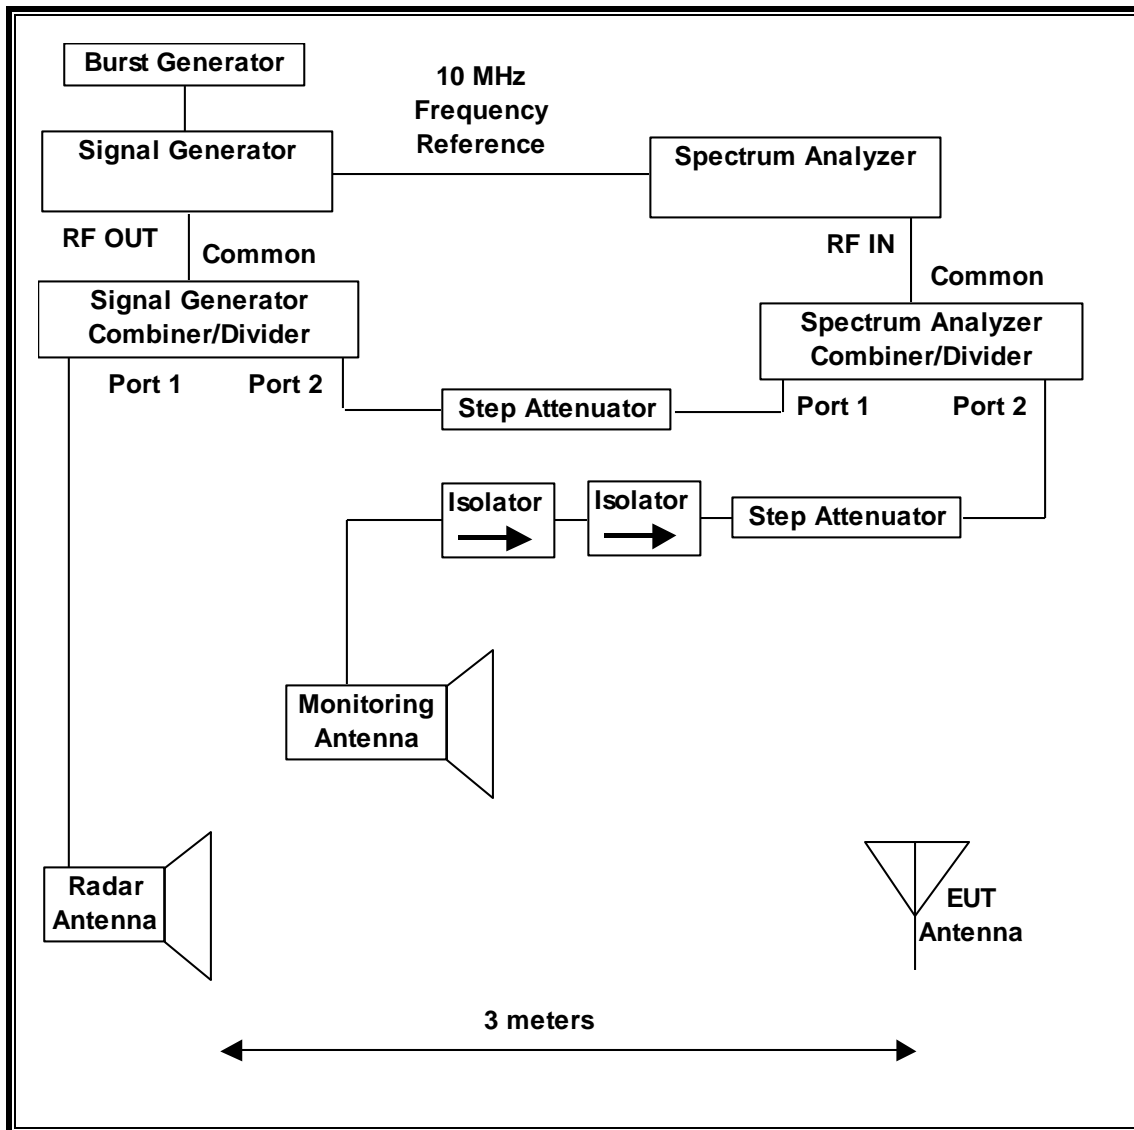 Burst Generator
10 MHz
Frequency
Reference
Signal Generator
Spectrum Analyzer
RF OUT
Common
RF IN
Common
Signal Generator
Combiner/Divider
Spectrum Analyzer
Combiner/Divider
Port 1
Port 2
Step Attenuator
Port 1
Port 2
Isolator
Isolator
Step Attenuator
Monitoring
Antenna
Radar
Antenna
EUT
Antenna
3 meters